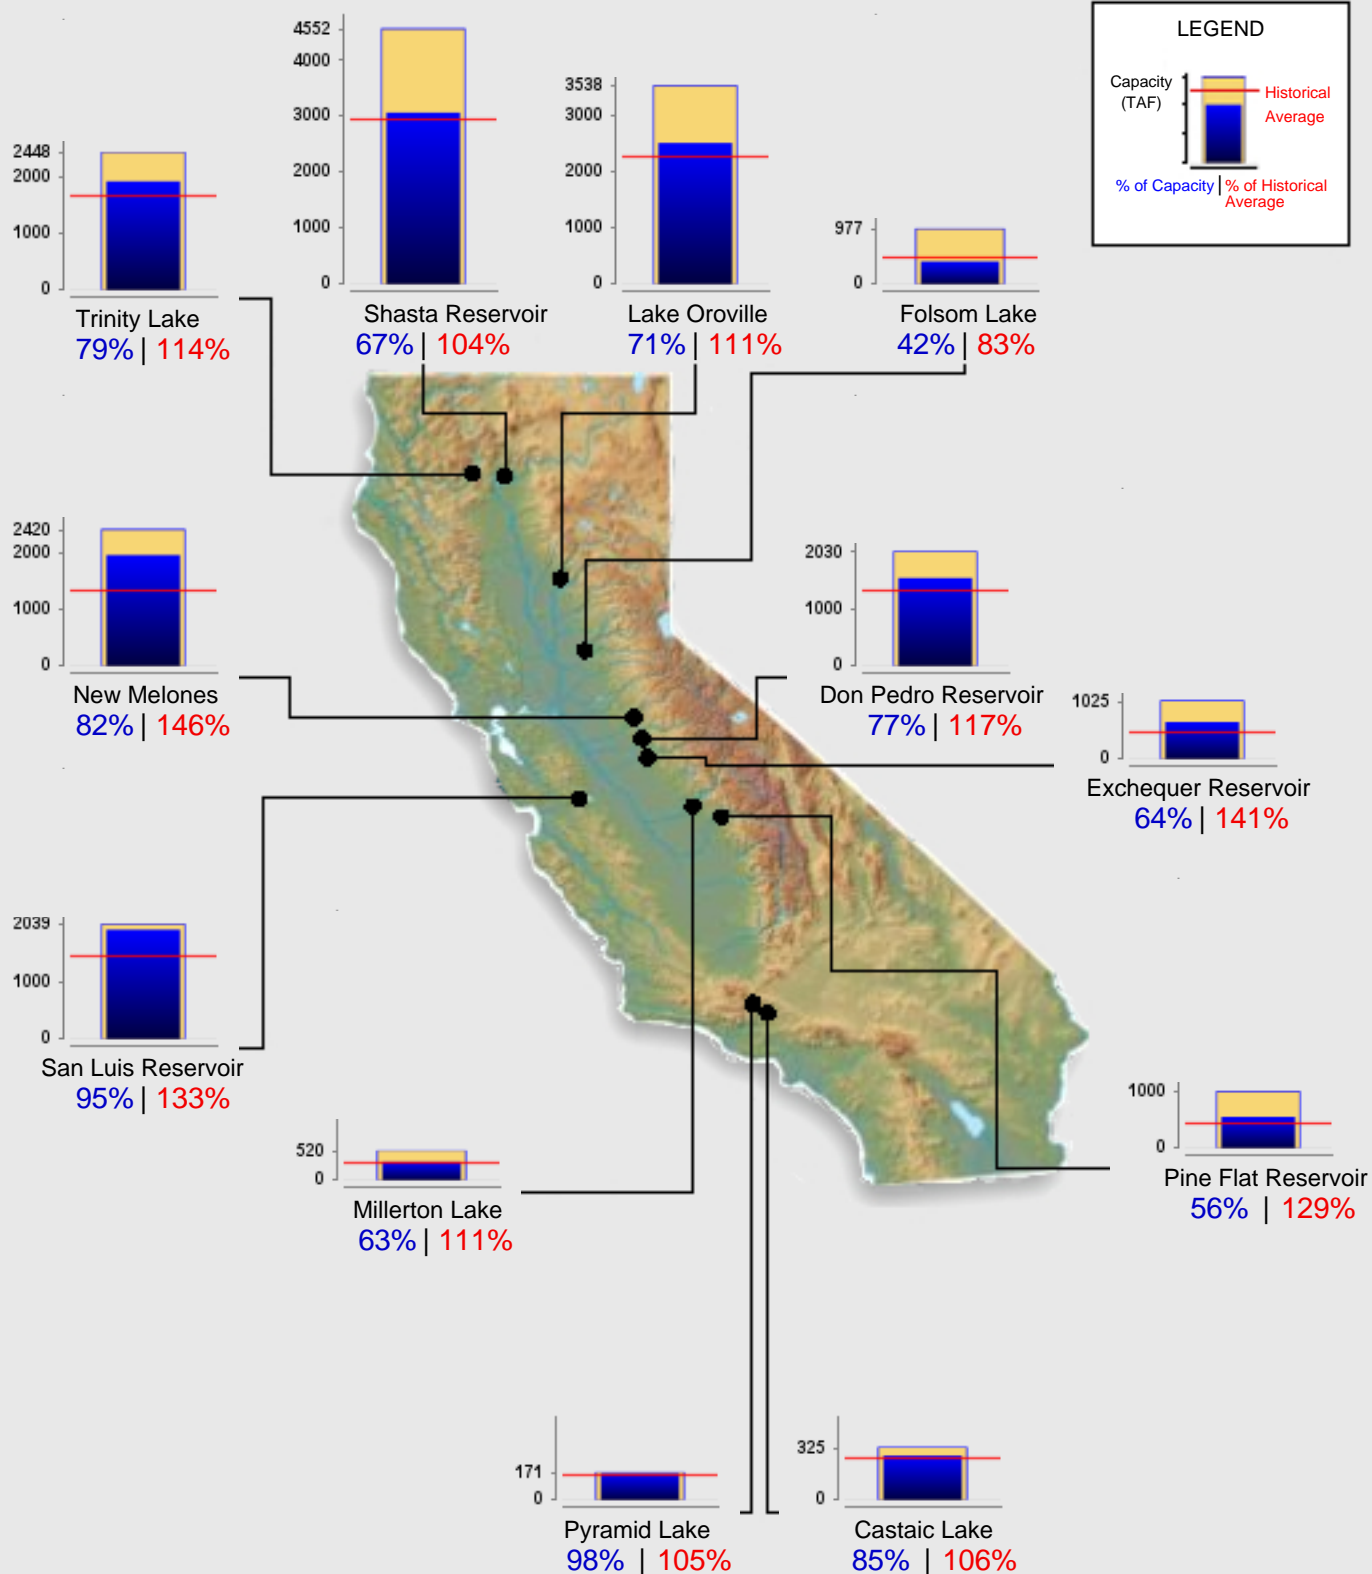 LEGEND
Capacity
(TAF)
Historical
Average
% of Capacity | % of Historical
Average
4552
4000
3000
2000
1000
0
Shasta Reservoir
67% | 104%
3538
3000
2000
1000
0
Lake Oroville
71% | 111%
2448
2000
1000
0
Trinity Lake
79% | 114%
977
0
Folsom Lake
42% | 83%
2420
2000
1000
0
New Melones
82% | 146%
2030
1000
0
Don Pedro Reservoir
77% | 117%
1025
0
Exchequer Reservoir
64% | 141%
2039
1000
0
San Luis Reservoir
95% | 133%
520
0
Millerton Lake
63% | 111%
1000
0
Pine Flat Reservoir
56% | 129%
171
0
Pyramid Lake
98% | 105%
325
0
Castaic Lake
85% | 106%